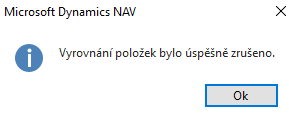 Microsoft Dynamics NAV
Vyrovnání položek bylo úspěšně zrušeno.
Ok